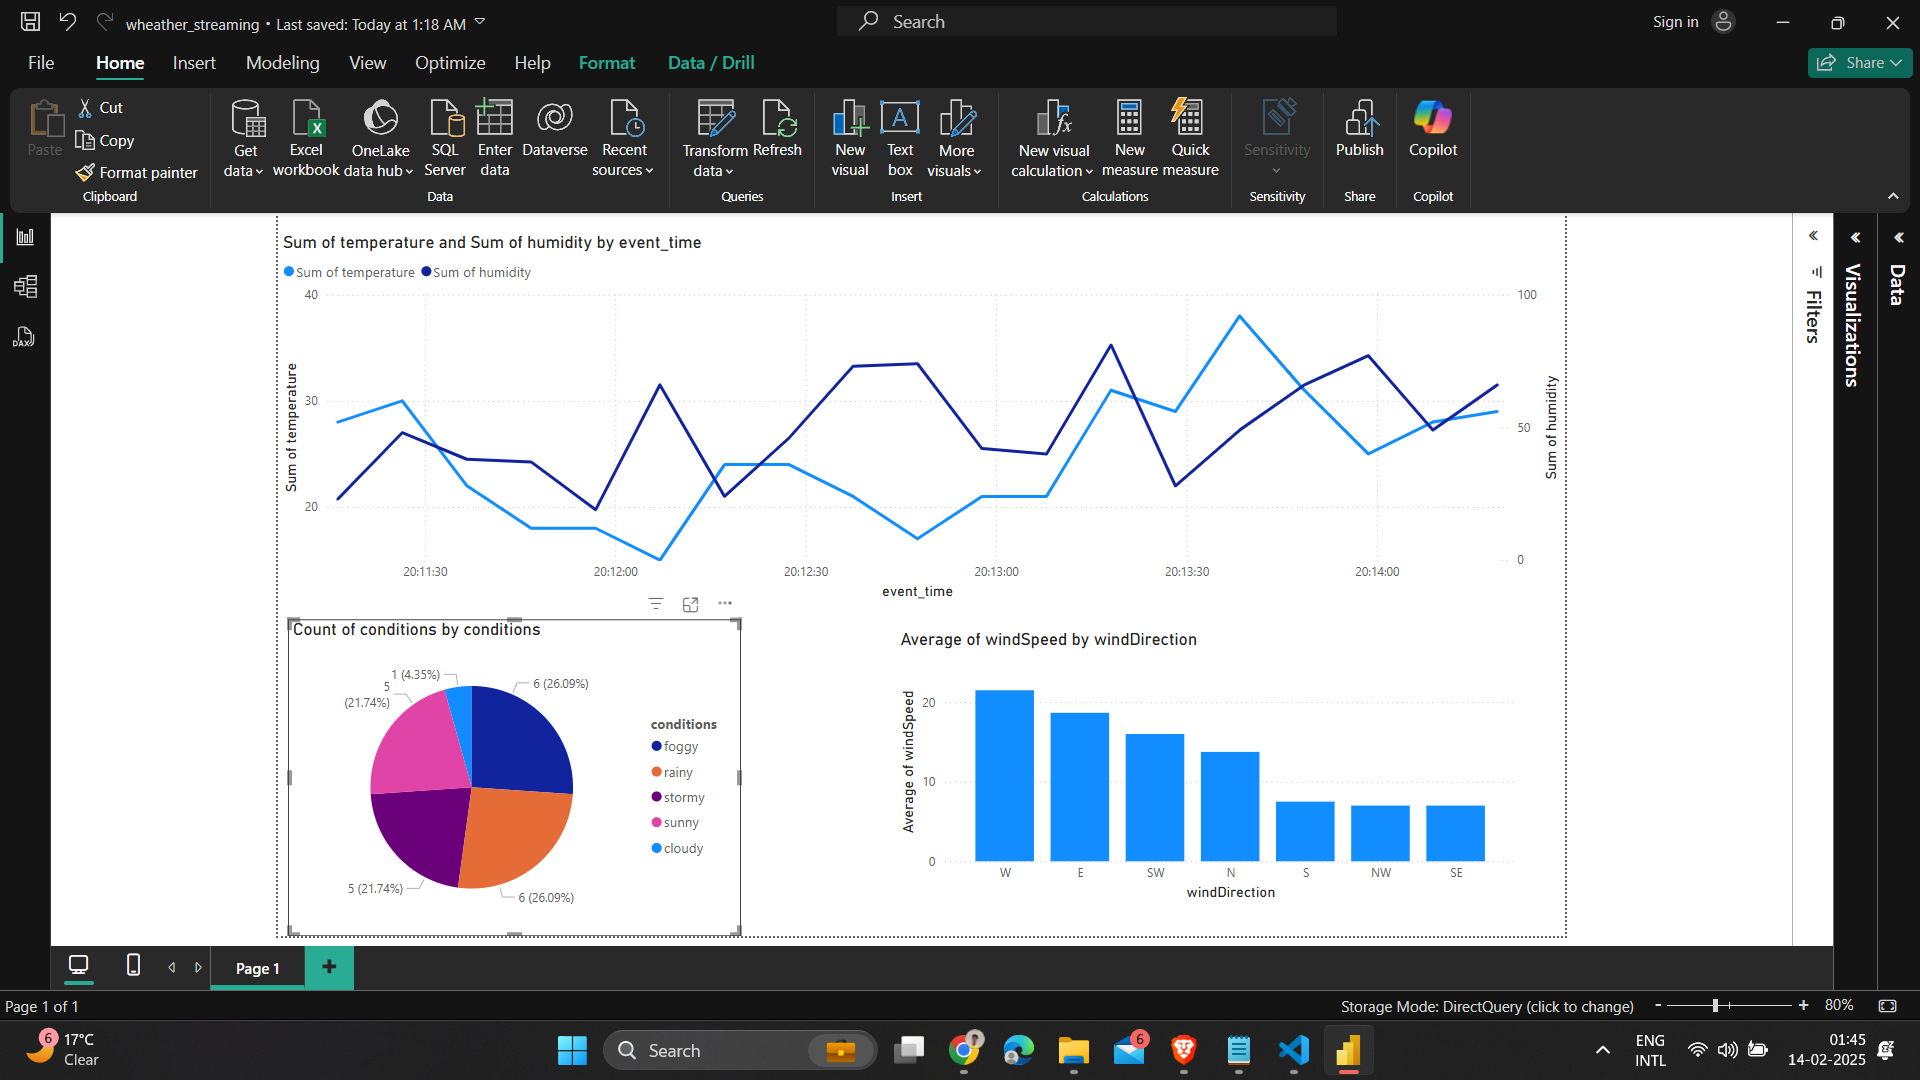 wheather_streaming • Last saved: Today at 1:18 AM
Search
Sign in
File Home Insert Modeling View Optimize Help Format Data / Drill
Share
Paste
Cut
Copy
Format painter
Clipboard
Get data
Excel workbook
OneLake data hub
SQL Server
Enter data
Dataverse
Recent sources
Data
Transform data
Refresh
Queries
New visual
Text box
More visuals
Insert
New visual calculation
New measure
Quick measure
Calculations
Sensitivity
Sensitivity
Publish
Share
Copilot
Copilot
DAX
Filters
Visualizations
Data
Sum of temperature and Sum of humidity by event_time
Sum of temperature Sum of humidity
Sum of temperature
40
30
20
100
50
0
Sum of humidity
20:11:30 20:12:00 20:12:30 20:13:00 20:13:30 20:14:00
event_time
Count of conditions by conditions
1 (4.35%)
5
(21.74%)
6 (26.09%)
5 (21.74%)
6 (26.09%)
conditions
foggy
rainy
stormy
sunny
cloudy
Average of windSpeed by windDirection
Average of windSpeed
20
10
0
W E SW N S NW SE
windDirection
Page 1
+
Page 1 of 1
Storage Mode: DirectQuery (click to change)
- + 80%
6
17°C
Clear
Search
6
ENG
INTL
01:45
14-02-2025